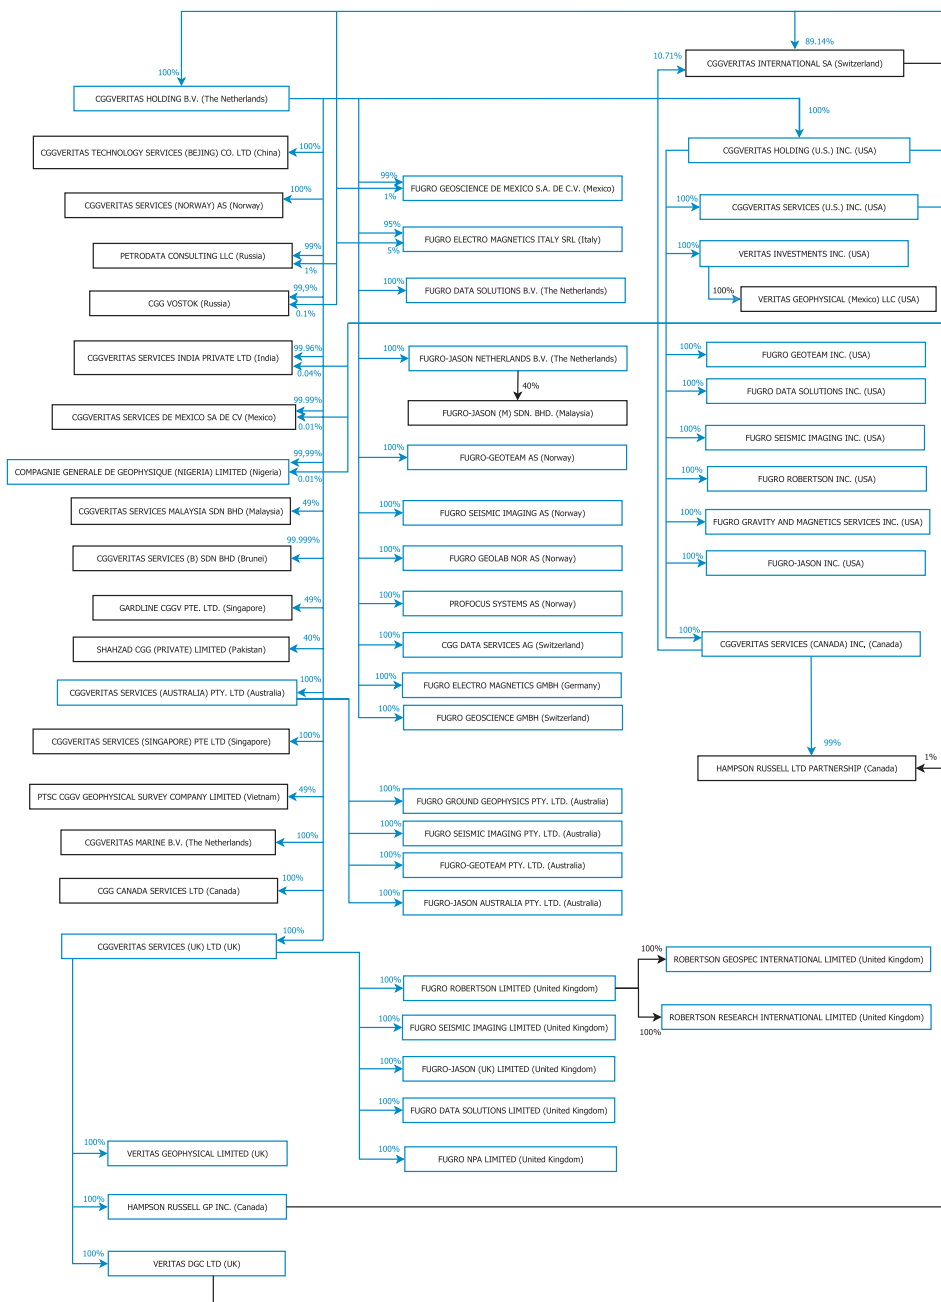 89.14%
10.71%
CGGVERITAS INTERNATIONAL SA (Switzerland)
100%
CGGVERITAS HOLDING B.V. (The Netherlands)
100%
CGGVERITAS TECHNOLOGY SERVICES (BEJING) CO. LTD (China)
100%
CGGVERITAS HOLDING (U.S.) INC. (USA)
100%
CGGVERITAS SERVICES (NORWAY) AS (Norway)
99%
1%
FUGRO GEOSCIENCE DE MEXICO S.A. DE C.V. (Mexico)
100%
CGGVERITAS SERVICES (U.S.) INC. (USA)
PETRODATA CONSULTING LLC (Russia)
99%
1%
95%
5%
FUGRO ELECTRO MAGNETICS ITALY SRL (Italy)
100%
VERITAS INVESTMENTS INC. (USA)
CGG VOSTOK (Russia)
99,9%
0.1%
100%
FUGRO DATA SOLUTIONS B.V. (The Netherlands)
100%
VERITAS GEOPHYSICAL (Mexico) LLC (USA)
CGGVERITAS SERVICES INDIA PRIVATE LTD (India)
99.96%
0.04%
100%
FUGRO-JASON NETHERLANDS B.V. (The Netherlands)
100%
FUGRO GEOTEAM INC. (USA)
40%
100%
FUGRO DATA SOLUTIONS INC. (USA)
CGGVERITAS SERVICES DE MEXICO SA DE CV (Mexico)
99.99%
0.01%
FUGRO-JASON (M) SDN. BHD. (Malaysia)
100%
FUGRO SEISMIC IMAGING INC. (USA)
COMPAGNIE GENERALE DE GEOPHYSIQUE (NIGERIA) LIMITED (Nigeria)
99,99%
0.01%
100%
FUGRO-GEOTEAM AS (Norway)
100%
FUGRO ROBERTSON INC. (USA)
CGGVERITAS SERVICES MALAYSIA SDN BHD (Malaysia)
49%
100%
FUGRO SEISMIC IMAGING AS (Norway)
100%
FUGRO GRAVITY AND MAGNETICS SERVICES INC. (USA)
CGGVERITAS SERVICES (B) SDN BHD (Brunei)
99.999%
100%
FUGRO GEOLAB NOR AS (Norway)
100%
FUGRO-JASON INC. (USA)
GARDLINE CGGV PTE. LTD. (Singapore)
49%
100%
PROFOCUS SYSTEMS AS (Norway)
SHAHZAD CGG (PRIVATE) LIMITED (Pakistan)
40%
100%
CGG DATA SERVICES AG (Switzerland)
100%
CGGVERITAS SERVICES (CANADA) INC, (Canada)
CGGVERITAS SERVICES (AUSTRALIA) PTY. LTD (Australia)
100%
100%
FUGRO ELECTRO MAGNETICS GMBH (Germany)
100%
FUGRO GEOSCIENCE GMBH (Switzerland)
CGGVERITAS SERVICES (SINGAPORE) PTE LTD (Singapore)
100%
99%
1%
HAMPSON RUSSELL LTD PARTNERSHIP (Canada)
PTSC CGGV GEOPHYSICAL SURVEY COMPANY LIMITED (Vietnam)
49%
100%
FUGRO GROUND GEOPHYSICS PTY. LTD. (Australia)
CGGVERITAS MARINE B.V. (The Netherlands)
100%
100%
FUGRO SEISMIC IMAGING PTY. LTD. (Australia)
100%
FUGRO-GEOTEAM PTY. LTD. (Australia)
CGG CANADA SERVICES LTD (Canada)
100%
100%
FUGRO-JASON AUSTRALIA PTY. LTD. (Australia)
CGGVERITAS SERVICES (UK) LTD (UK)
100%
100%
ROBERTSON GEOSPEC INTERNATIONAL LIMITED (United Kingdom)
100%
FUGRO ROBERTSON LIMITED (United Kingdom)
100%
ROBERTSON RESEARCH INTERNATIONAL LIMITED (United Kingdom)
100%
FUGRO SEISMIC IMAGING LIMITED (United Kingdom)
100%
FUGRO-JASON (UK) LIMITED (United Kingdom)
100%
FUGRO DATA SOLUTIONS LIMITED (United Kingdom)
100%
VERITAS GEOPHYSICAL LIMITED (UK)
100%
FUGRO NPA LIMITED (United Kingdom)
100%
HAMPSON RUSSELL GP INC. (Canada)
100%
VERITAS DGC LTD (UK)